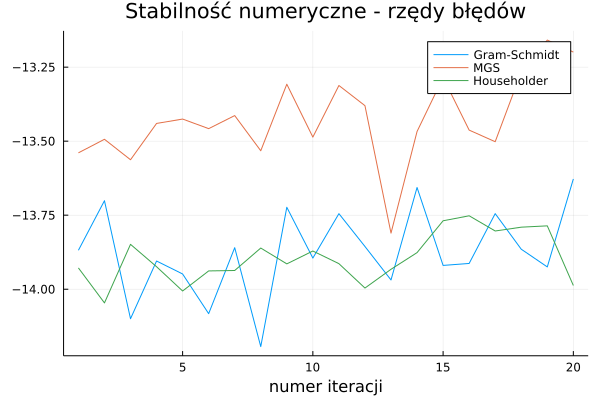 Stabilność numeryczne - rzędy błędów
Gram-Schmidt
MGS
Householder
−13.25
−13.50
−13.75
−14.00
5
10
15
20
numer iteracji